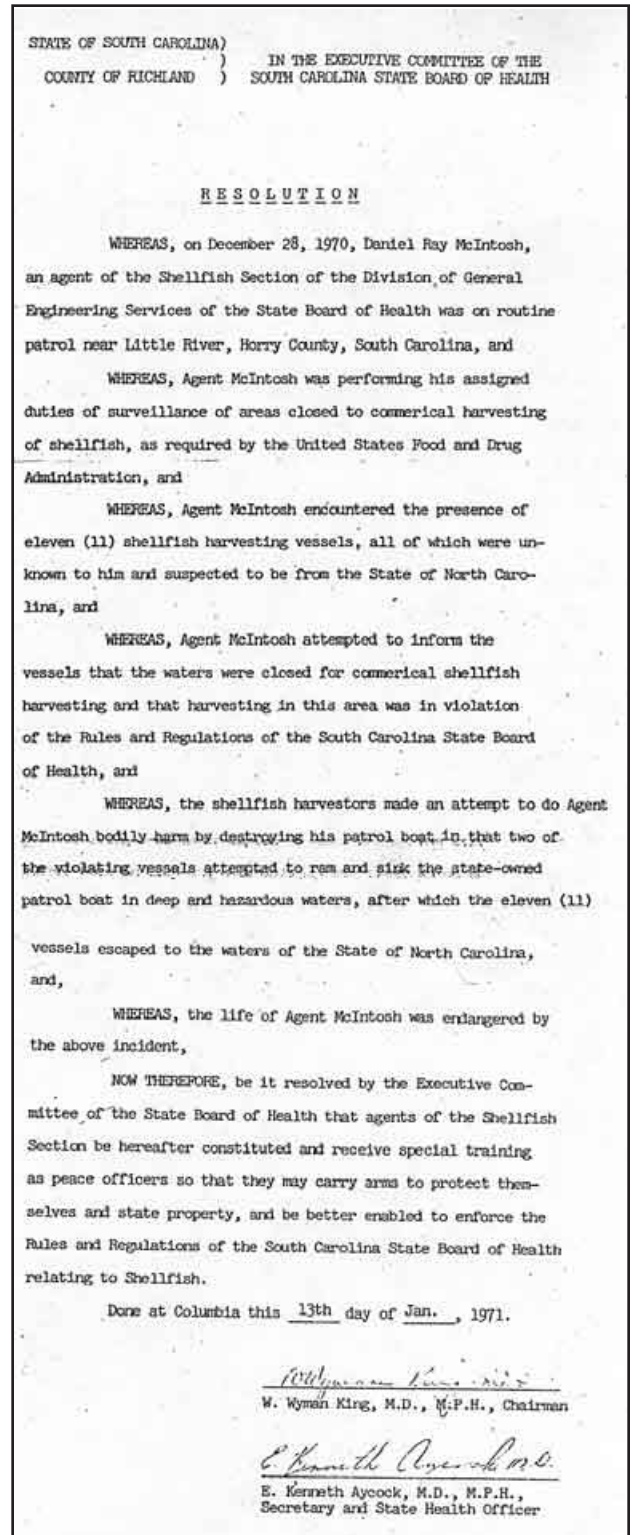 STATE OF SOUTH CAROLINA)
) IN THE EXECUTIVE COMMITTEE OF THE
COUNTY OF RICHLAND ) SOUTH CAROLINA STATE BOARD OF HEALTH
RESOLUTION
WHEREAS, on December 28, 1970, Daniel Ray McIntosh,
an agent of the Shellfish Section of the Division of General
Engineering Services of the State Board of Health was on routine
patrol near Little River, Horry County, South Carolina, and
WHEREAS, Agent McIntosh was performing his assigned
duties of surveillance of areas closed to commerical harvesting
of shellfish, as required by the United States Food and Drug
Administration, and
WHEREAS, Agent McIntosh encountered the presence of
eleven (11) shellfish harvesting vessels, all of which were un-
known to him and suspected to be from the State of North Caro-
lina, and
WHEREAS, Agent McIntosh attempted to inform the
vessels that the waters were closed for commerical shellfish
harvesting and that harvesting in this area was in violation
of the Rules and Regulations of the South Carolina State Board
of Health, and
WHEREAS, the shellfish harvestors made an attempt to do Agent
McIntosh bodily harm by destroying his patrol boat in that two of
the violating vessals attempted to ram and sink the state-owned
patrol boat in deep and hazardous waters, after which the eleven (11)
vessels escaped to the waters of the State of North Carolina,
and,
WHEREAS, the life of Agent McIntosh was endangered by
the above incident,
NOW THEREFORE, be it resolved by the Executive Com-
mittee of the State Board of Health that agents of the Shellfish
Section be hereafter constituted and receive special training
as peace officers so that they may carry arms to protect them-
selves and state property, and be better enabled to enforce the
Rules and Regulations of the South Carolina State Board of Health
relating to Shellfish.
Done at Columbia this 13th day of Jan. , 1971.
W. Wyman King, M.D., M.P.H., Chairman
E. Kenneth Aycock M.D.
E. Kenneth Aycock, M.D., M.P.H.,
Secretary and State Health Officer